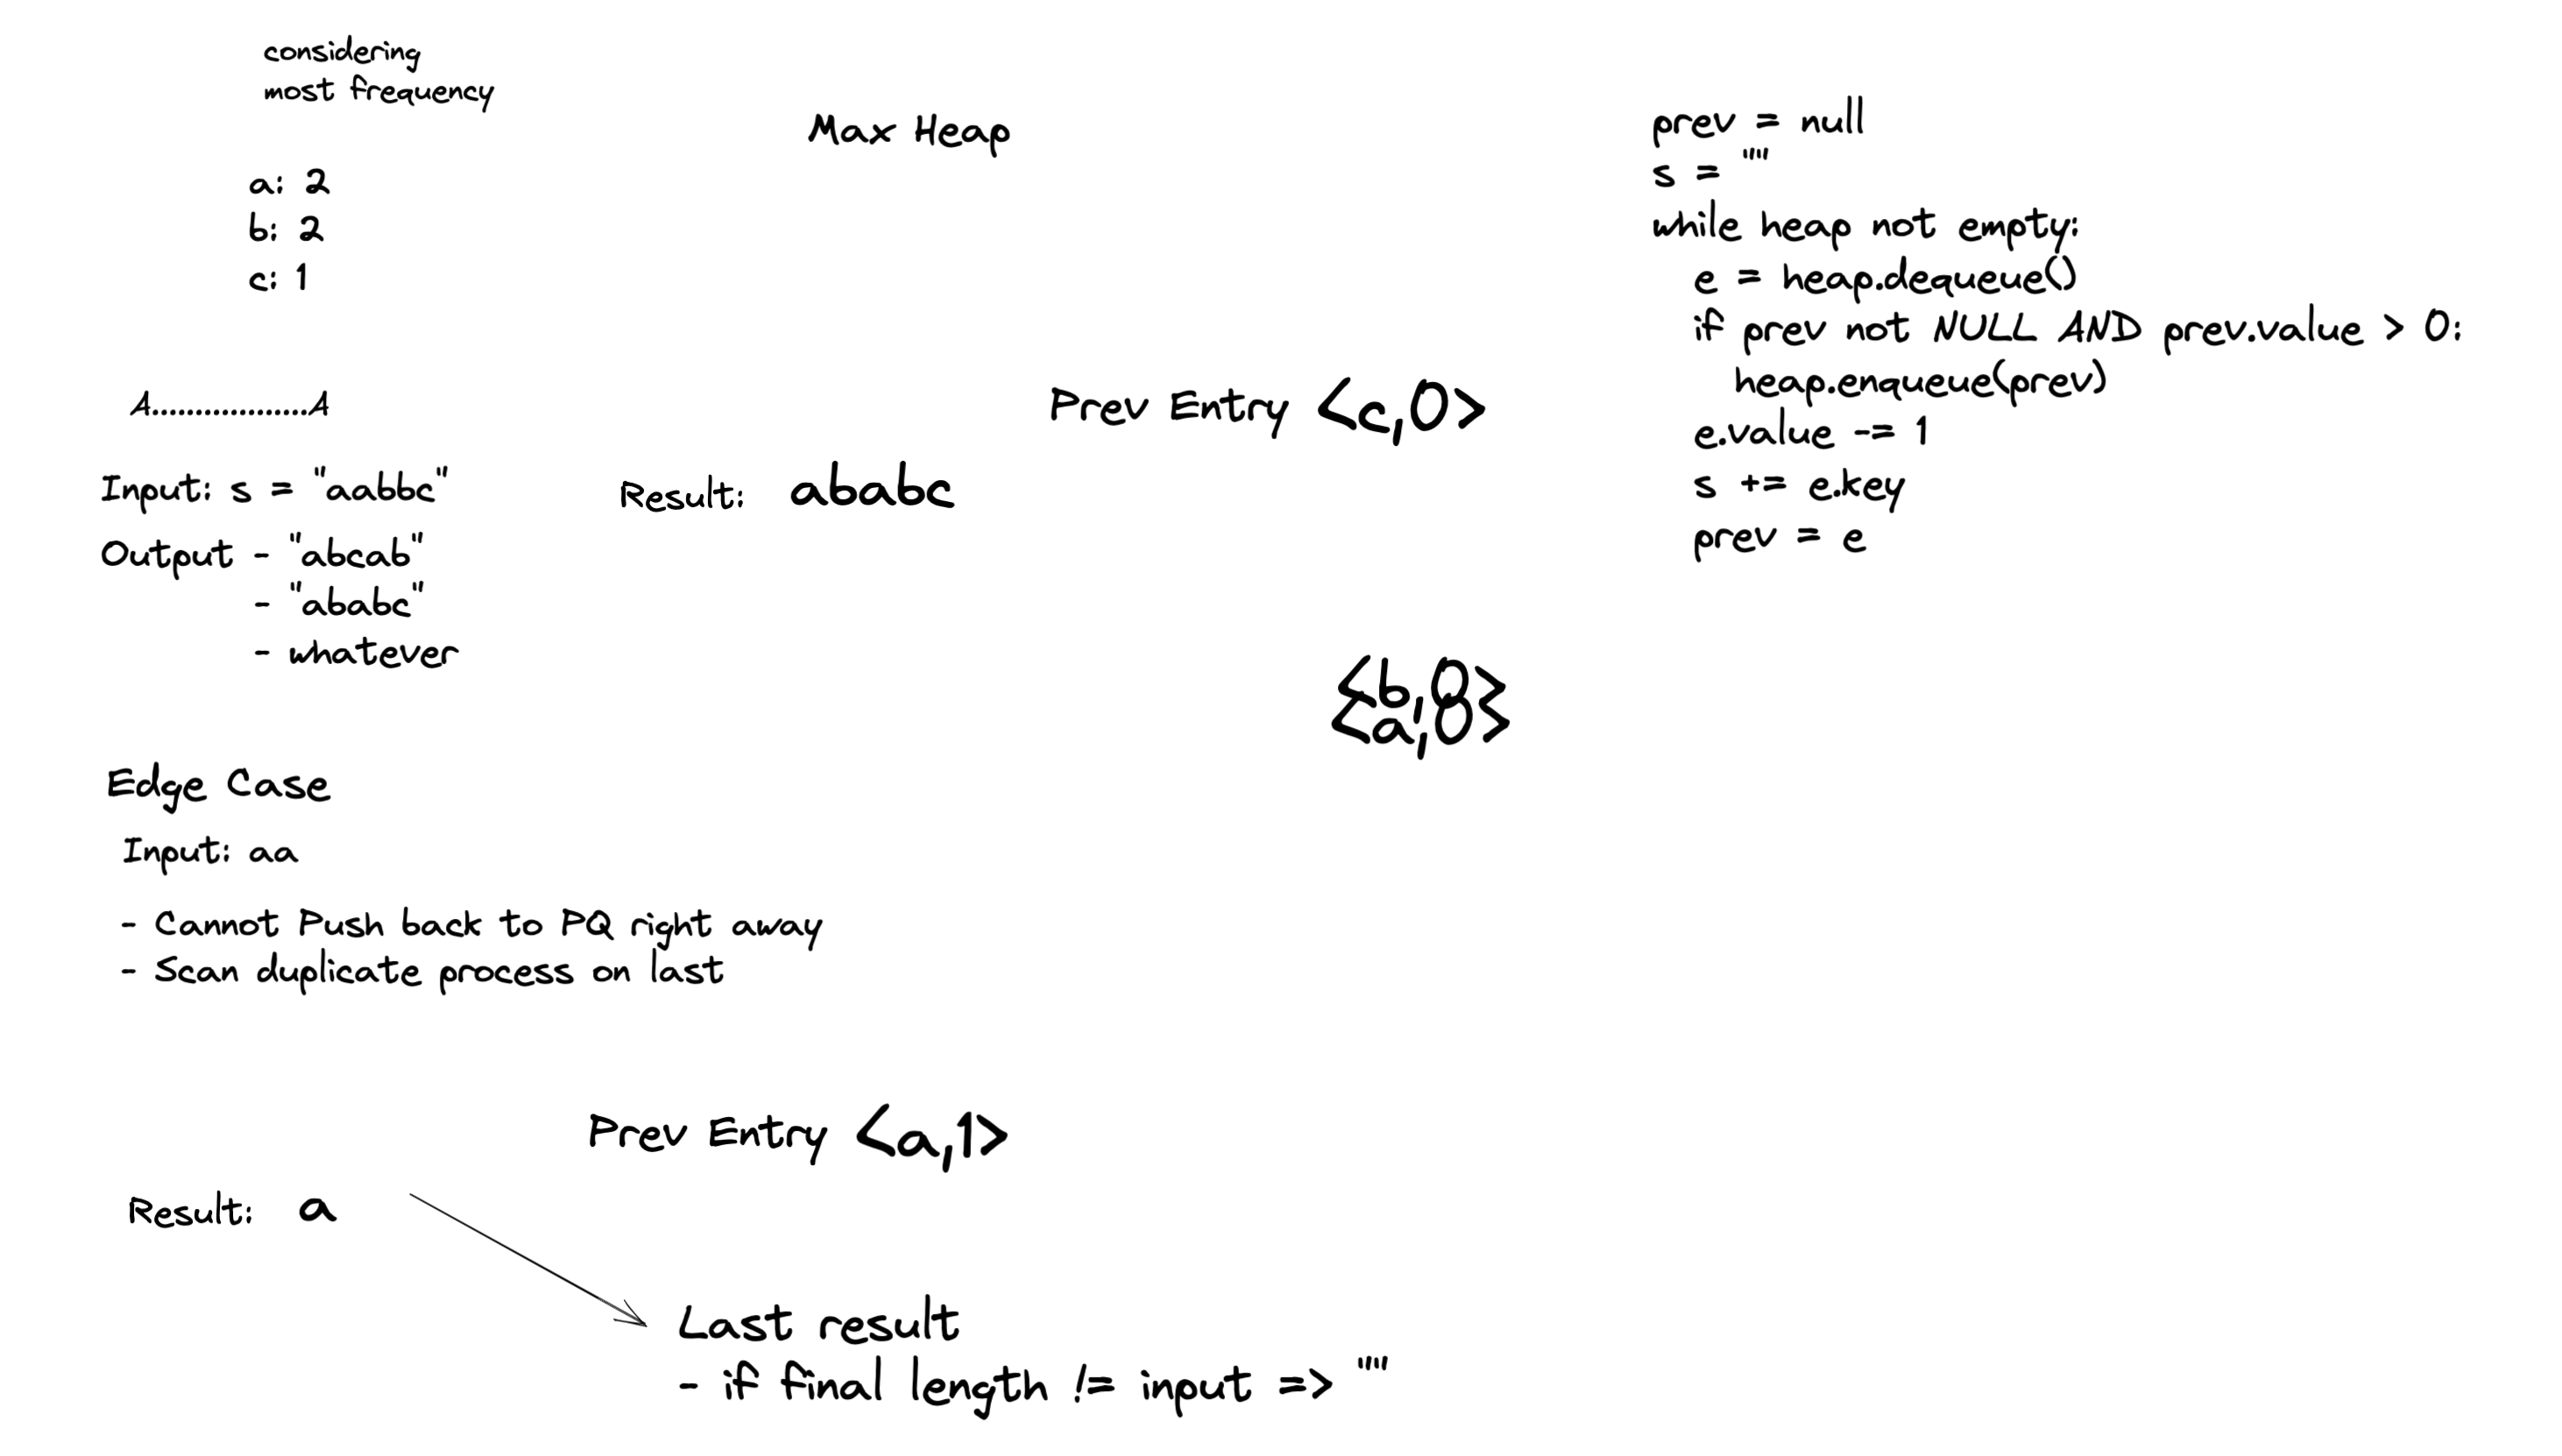 considering
most frequency
a: 2
b: 2
c: 1
A..................A
Input: s = "aabbc"
Output - "abcab"
- "ababc"
- whatever
Max Heap
Prev Entry <c,0>
Result: ababc
<b,0>
<a,0>
prev = null
s = ""
while heap not empty:
e = heap.dequeue()
if prev not NULL AND prev.value > 0:
heap.enqueue(prev)
e.value -= 1
s += e.key
prev = e
Edge Case
Input: aa
- Cannot Push back to PQ right away
- Scan duplicate process on last
Prev Entry <a,1>
Result: a
Last result
- if final length != input => ""